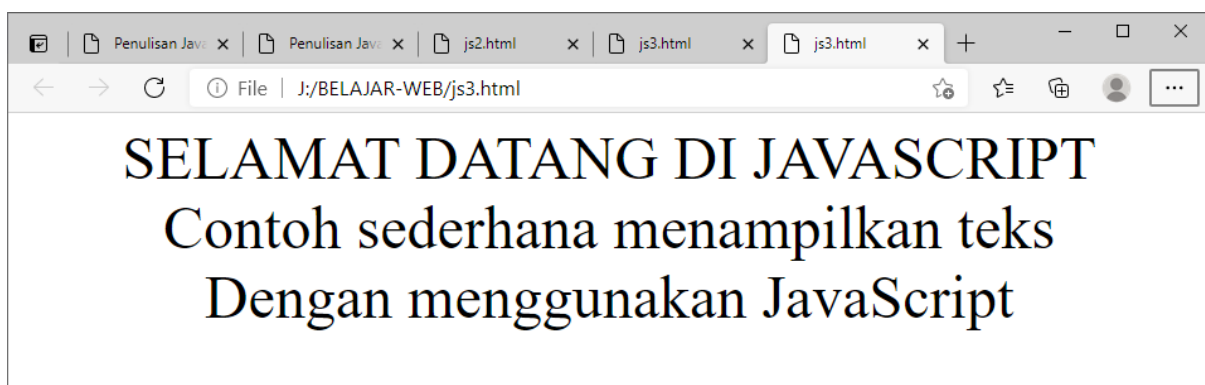 Penulisan Java
Penulisan Java
js2.html
js3.html
js3.html
File | J:/BELAJAR-WEB/js3.html
SELAMAT DATANG DI JAVASCRIPT
Contoh sederhana menampilkan teks
Dengan menggunakan JavaScript